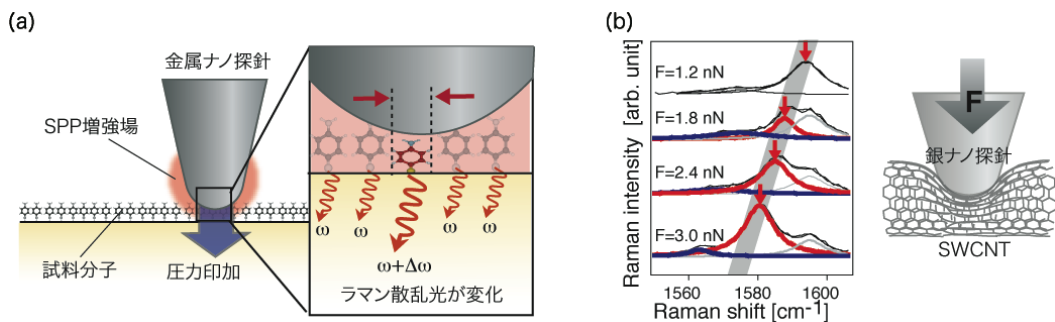 (a)
金属ナノ探針
SPP増強場
試料分子
圧力印加
ω
ω
ω
ω
ω+Δω
ラマン散乱光が変化
(b)
Raman intensity [arb. unit]
F=1.2 nN
F=1.8 nN
F=2.4 nN
F=3.0 nN
1560
1580
1600
Raman shift [cm⁻¹]
F
銀ナノ探針
SWCNT